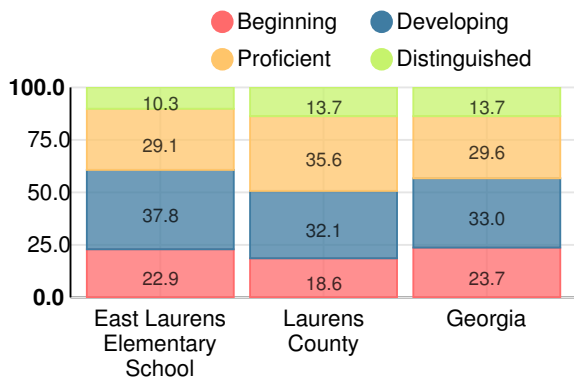 Beginning Developing
Proficient Distinguished
100.0
75.0
50.0
25.0
0.0
10.3 13.7 13.7
29.1 35.6 29.6
37.8 32.1 33.0
22.9 18.6 23.7
East Laurens Laurens Georgia
Elementary County
School